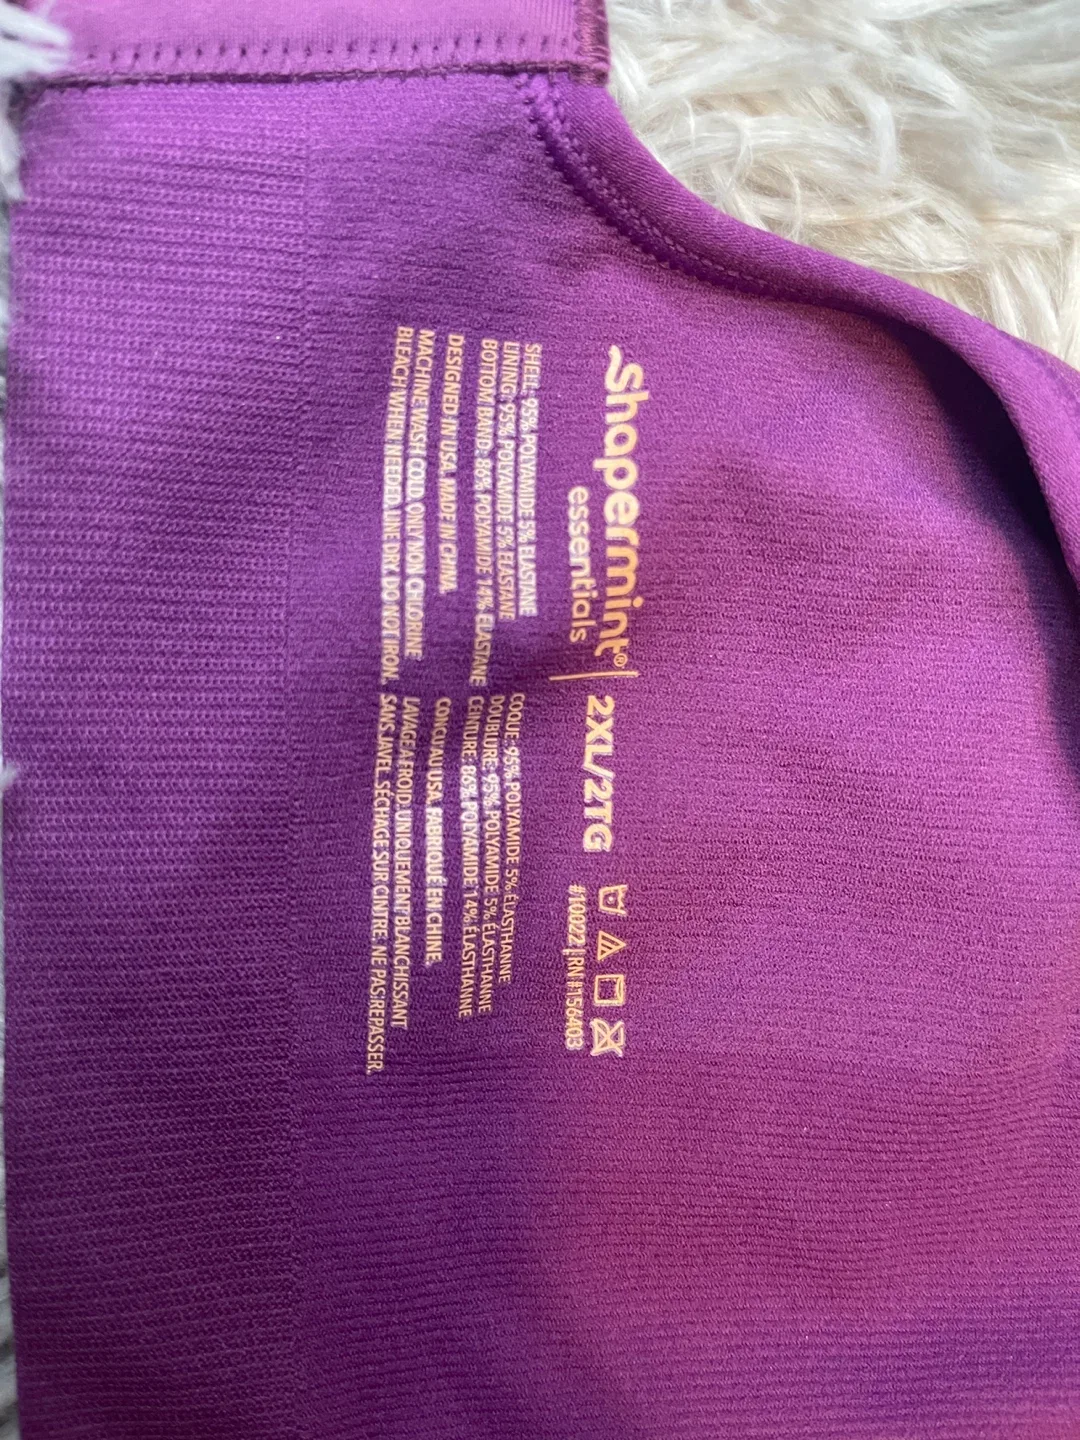 Shapermint®
essentials
2XL/2TG
#10022 | RN #156403
SHELL: 95% POLYAMIDE 5% ELASTANE
LINING: 95% POLYAMIDE 5% ELASTANE
BOTTOM BAND: 86% POLYAMIDE 14% ELASTANE
DESIGNED IN USA. MADE IN CHINA.
MACHINE WASH COLD. ONLY NON CHLORINE
BLEACH WHEN NEEDED. LINE DRY. DO NOT IRON.
COQUE: 95% POLYAMIDE 5% ÉLASTHANNE
DOUBLURE: 95% POLYAMIDE 5% ÉLASTHANNE
CEINTURE: 86% POLYAMIDE 14% ÉLASTHANNE
CONÇU AU USA. FABRIQUÉ EN CHINE.
LAVAGE A FROID. UNIQUEMENT BLANCHISSANT
SANS JAVEL. SÉCHAGE SUR CINTRE. NE PAS REPASSER.